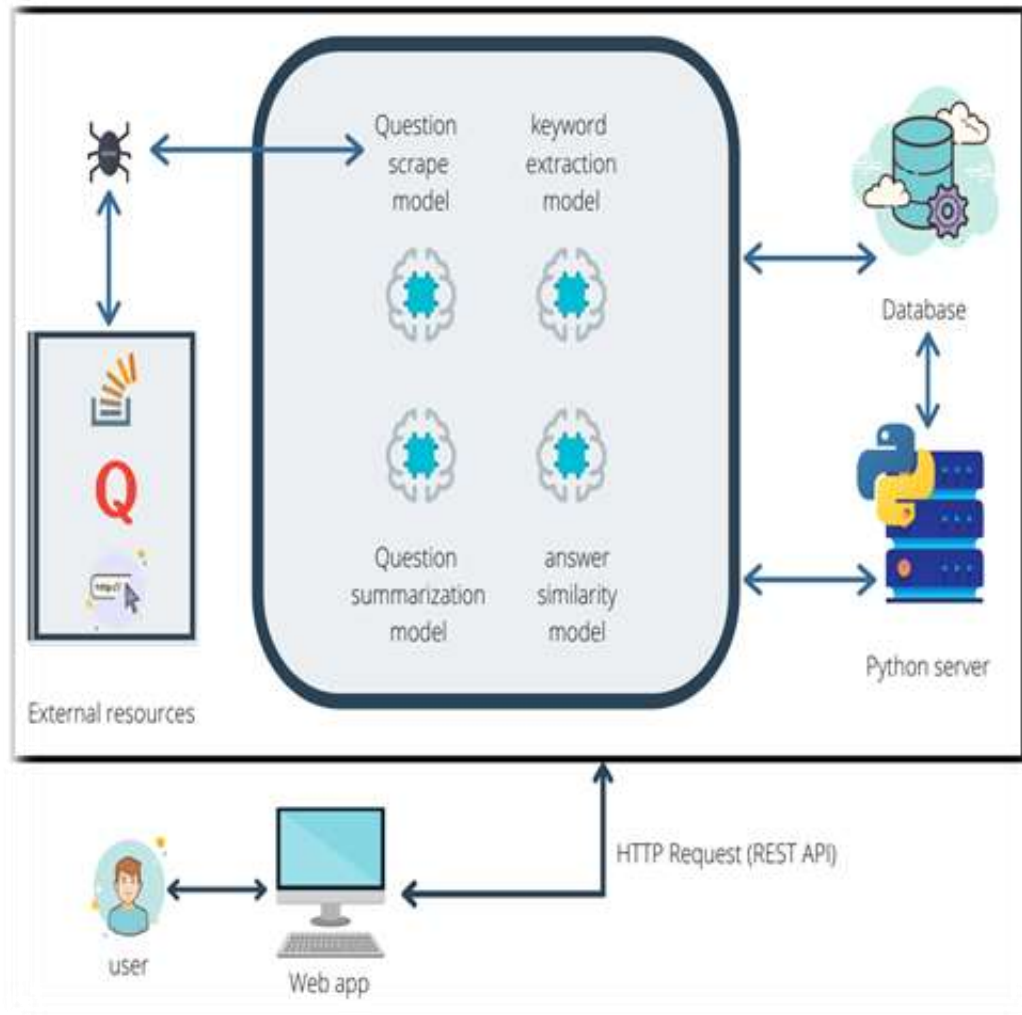 Question
scrape
model
keyword
extraction
model
Database
Q
http://
Question
summarization
model
answer
similarity
model
Python server
External resources
HTTP Request (REST API)
user
Web app